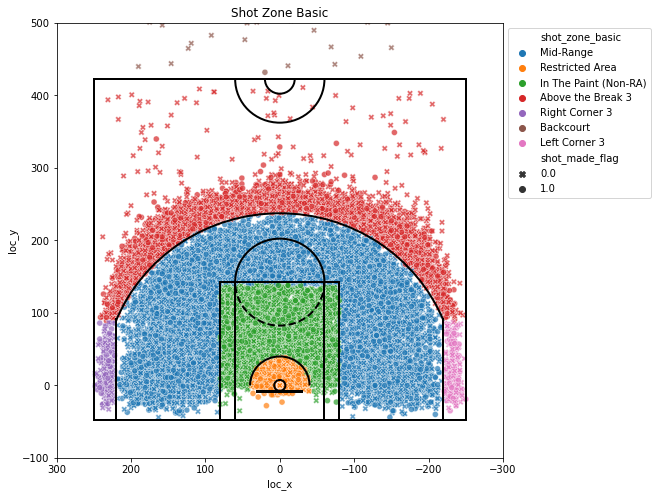 Shot Zone Basic
500
400
300
200
100
0
−100
loc_y
300
200
100
0
−100
−200
−300
loc_x
shot_zone_basic
Mid-Range
Restricted Area
In The Paint (Non-RA)
Above the Break 3
Right Corner 3
Backcourt
Left Corner 3
shot_made_flag
0.0
1.0